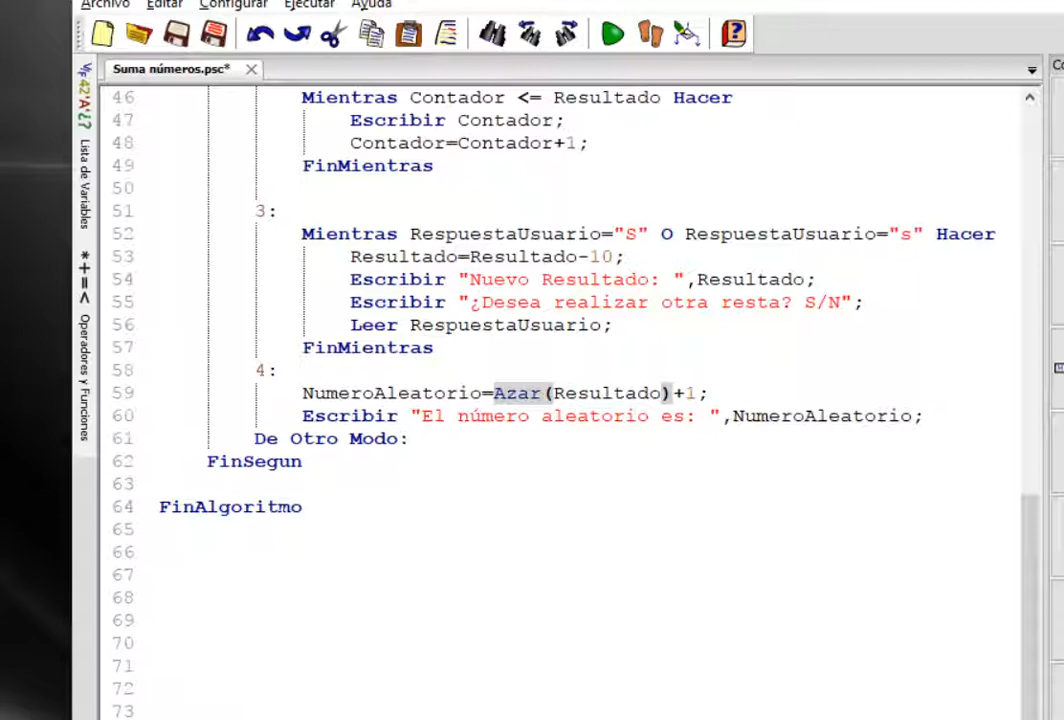 Archivo Editar Configurar Ejecutar Ayuda
Suma números.psc*
46 Mientras Contador <= Resultado Hacer
47 Escribir Contador;
48 Contador=Contador+1;
49 FinMientras
50
51 3:
52 Mientras RespuestaUsuario="S" O RespuestaUsuario="s" Hacer
53 Resultado=Resultado-10;
54 Escribir "Nuevo Resultado: ",Resultado;
55 Escribir "¿Desea realizar otra resta? S/N";
56 Leer RespuestaUsuario;
57 FinMientras
58 4:
59 NumeroAleatorio=Azar(Resultado)+1;
60 Escribir "El número aleatorio es: ",NumeroAleatorio;
61 De Otro Modo:
62 FinSegun
63
64 FinAlgoritmo
65
66
67
68
69
70
71
72
73
Lista de Variables
*+=< Operadores y Funciones